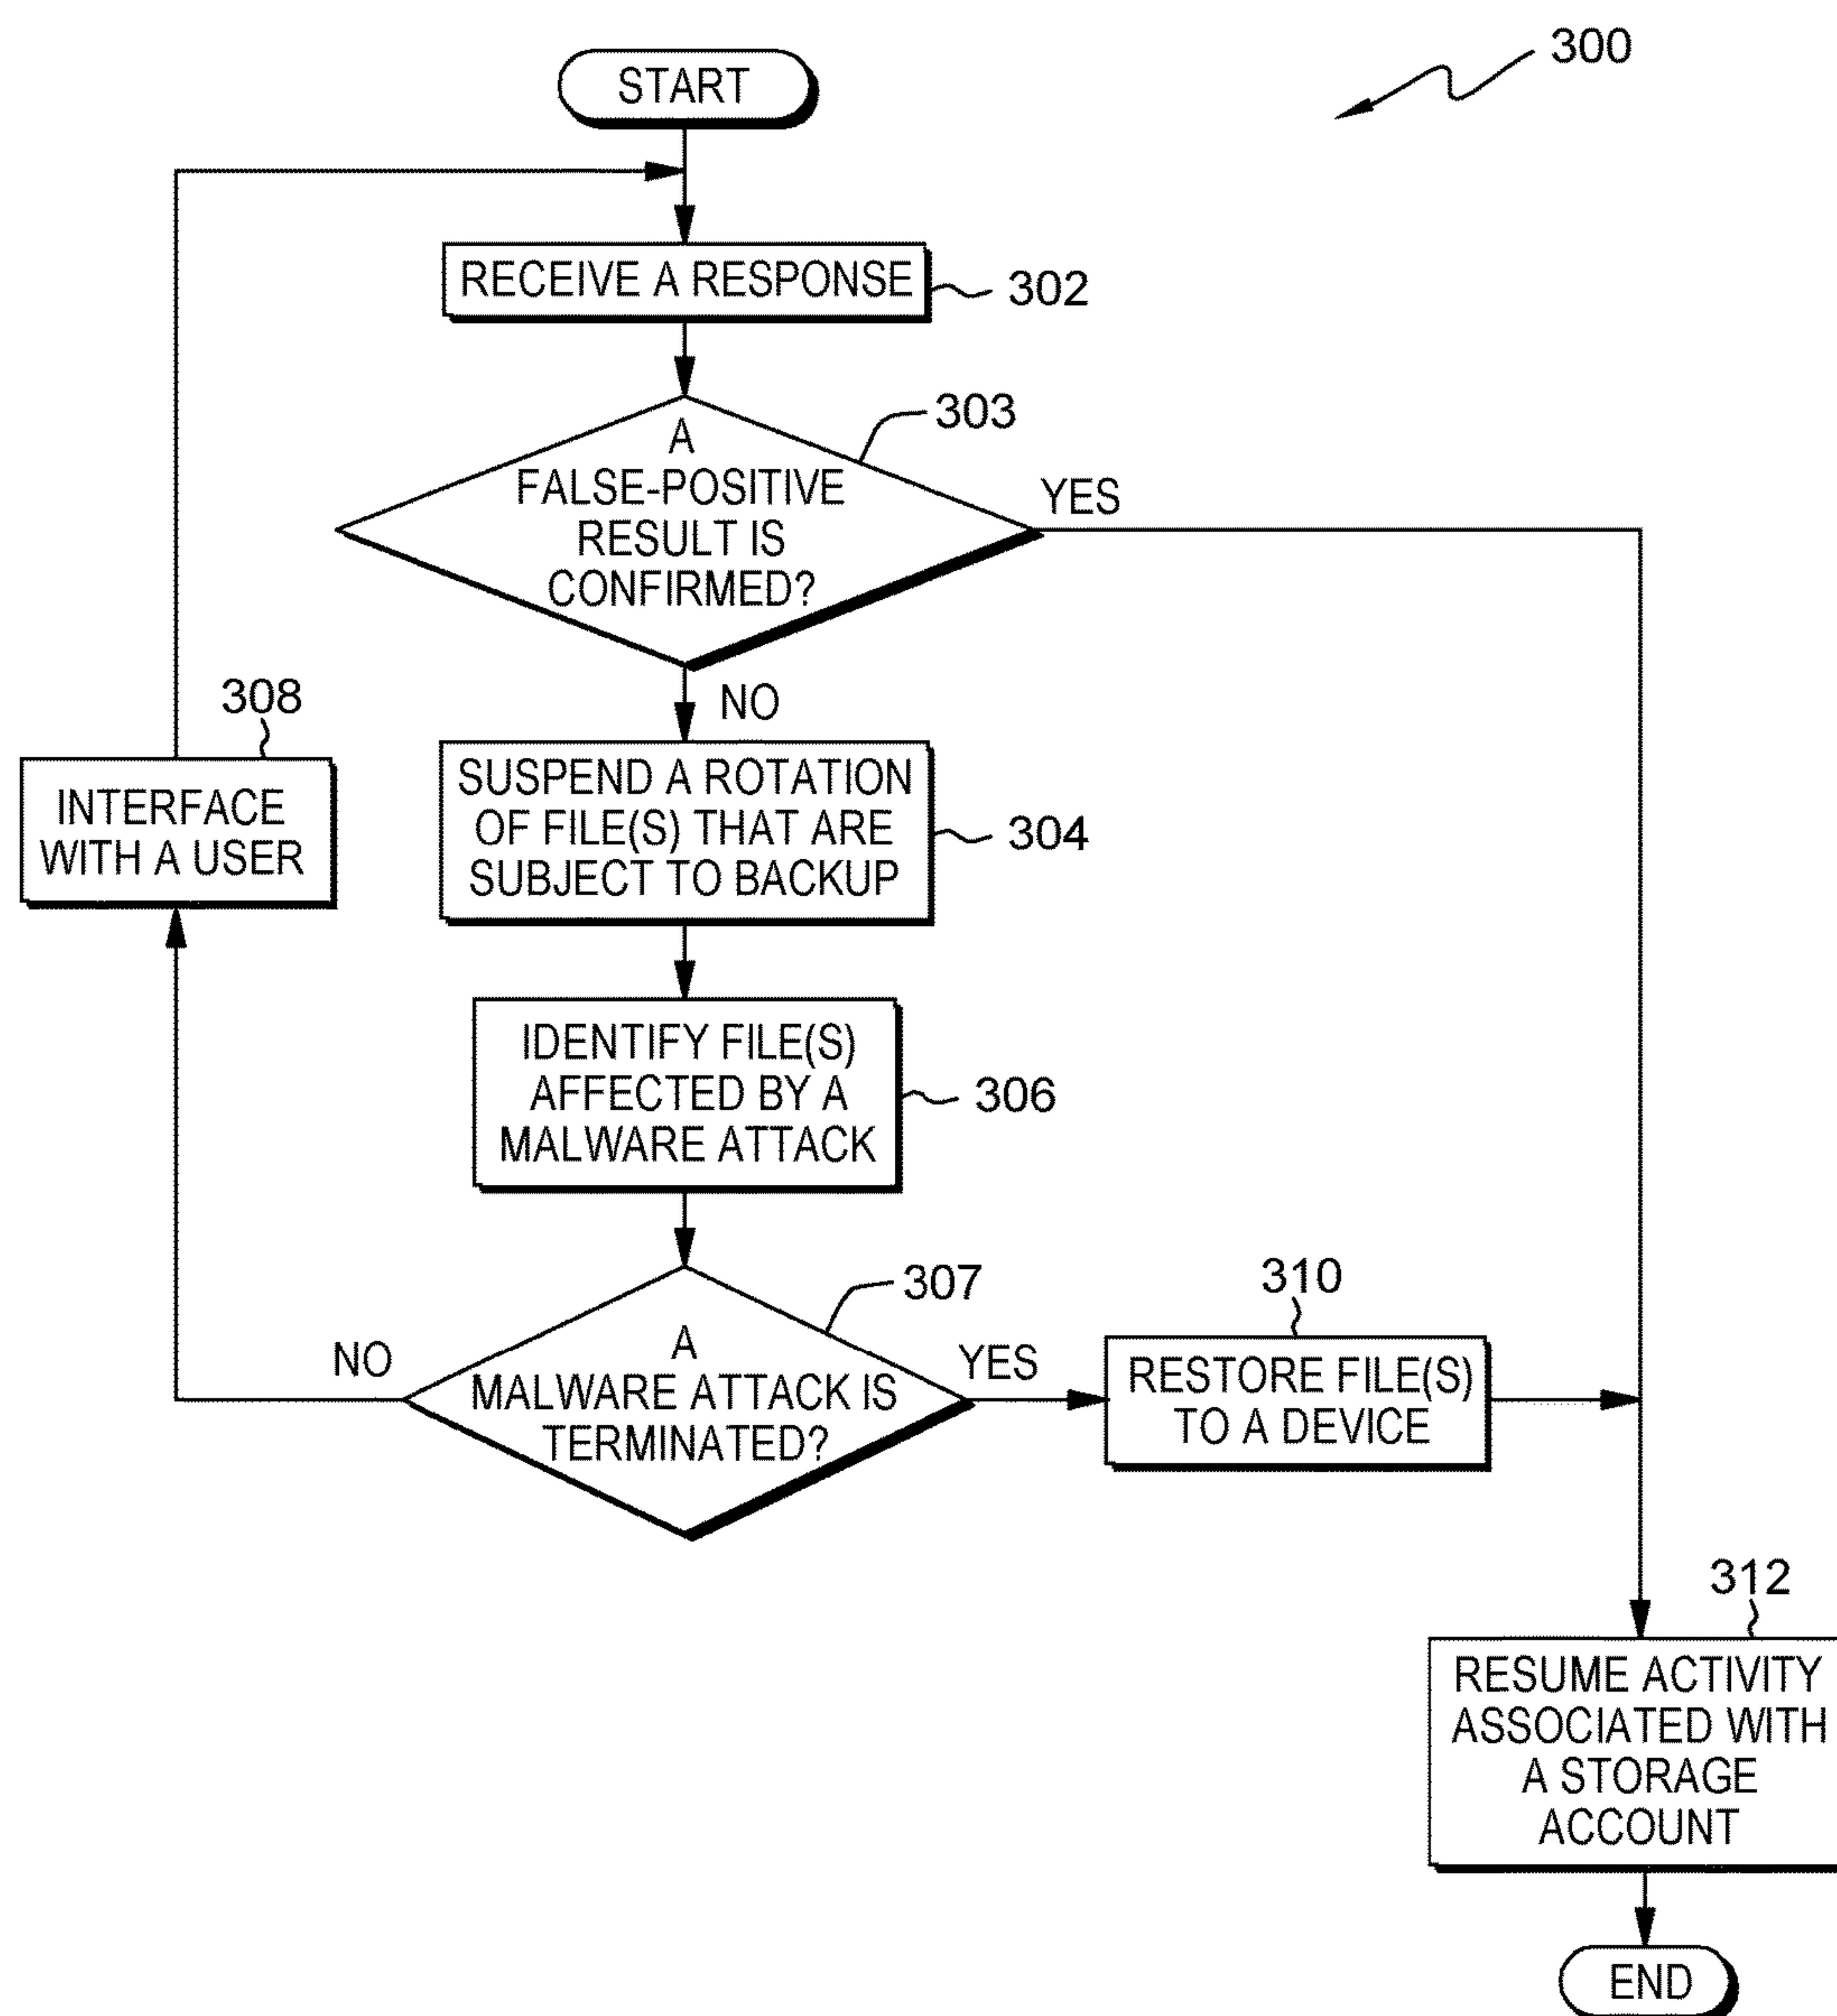 300
START
RECEIVE A RESPONSE
302
303
A
FALSE-POSITIVE
RESULT IS
CONFIRMED?
YES
NO
308
INTERFACE
WITH A USER
SUSPEND A ROTATION
OF FILE(S) THAT ARE
SUBJECT TO BACKUP
304
IDENTIFY FILE(S)
AFFECTED BY A
MALWARE ATTACK
306
307
A
MALWARE ATTACK IS
TERMINATED?
NO
YES
310
RESTORE FILE(S)
TO A DEVICE
312
RESUME ACTIVITY
ASSOCIATED WITH
A STORAGE
ACCOUNT
END